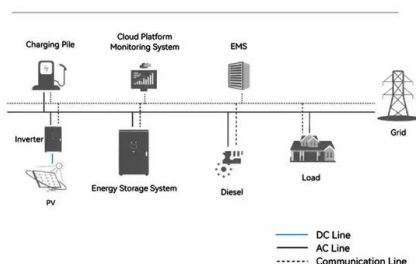 Charging Pile
Cloud Platform
Monitoring System
EMS
Grid
Inverter
PV
Energy Storage System
Diesel
Load
DC Line
AC Line
Communication Line